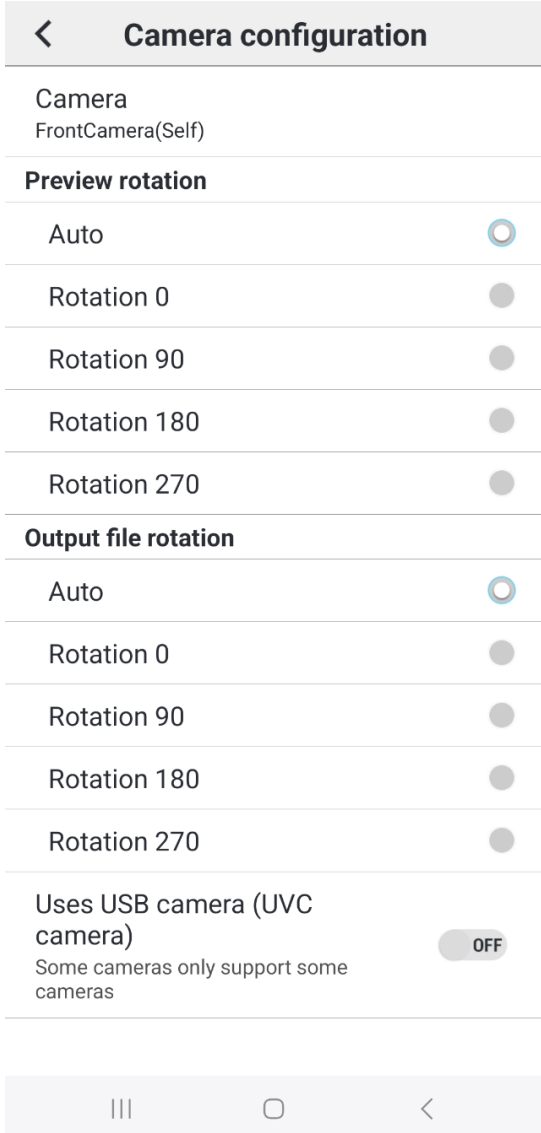 Camera configuration
Camera
FrontCamera(Self)
Preview rotation
Auto
Rotation 0
Rotation 90
Rotation 180
Rotation 270
Output file rotation
Auto
Rotation 0
Rotation 90
Rotation 180
Rotation 270
Uses USB camera (UVC
camera)
OFF
Some cameras only support some
cameras